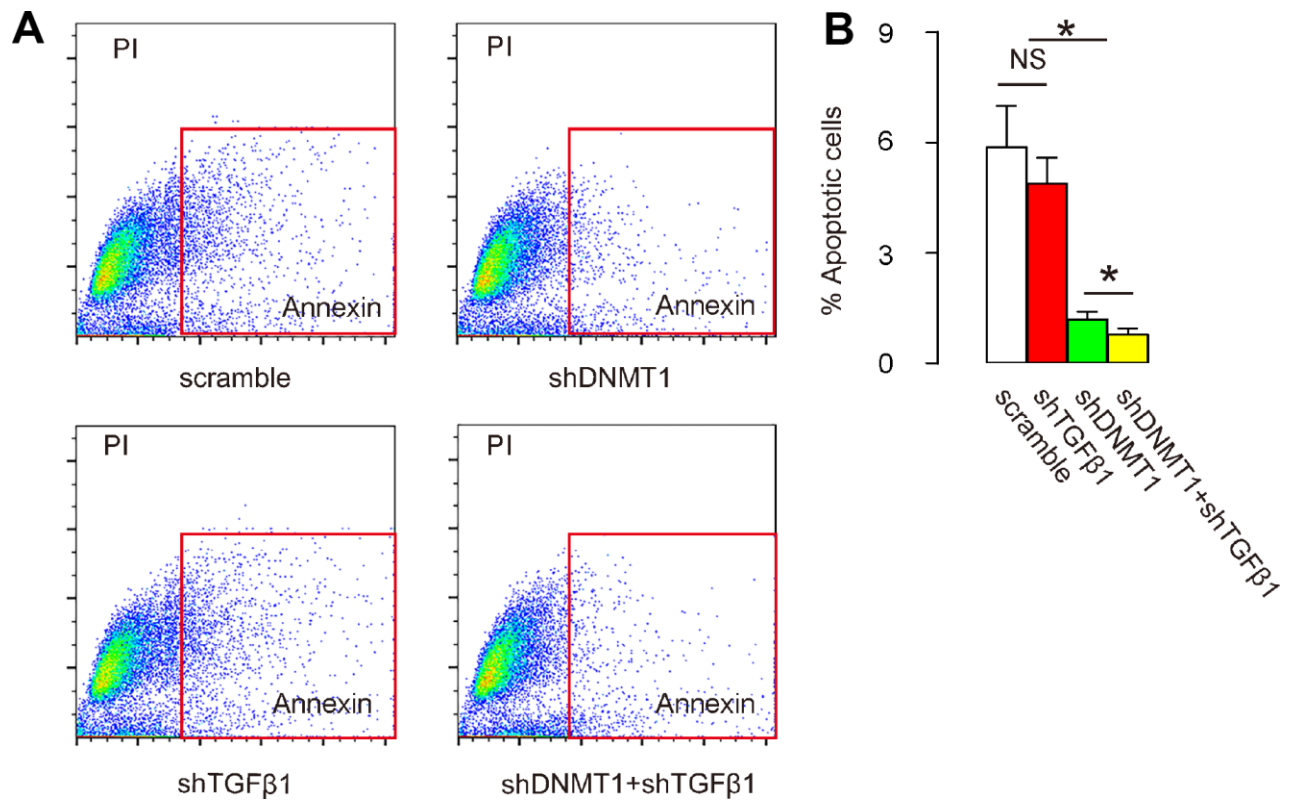 A
PI
Annexin
scramble
PI
Annexin
shDNMT1
PI
Annexin
shTGFβ1
PI
Annexin
shDNMT1+shTGFβ1
B
% Apoptotic cells
9
6
3
0
*
NS
*
scramble
shTGFβ1
shDNMT1
shDNMT1+shTGFβ1